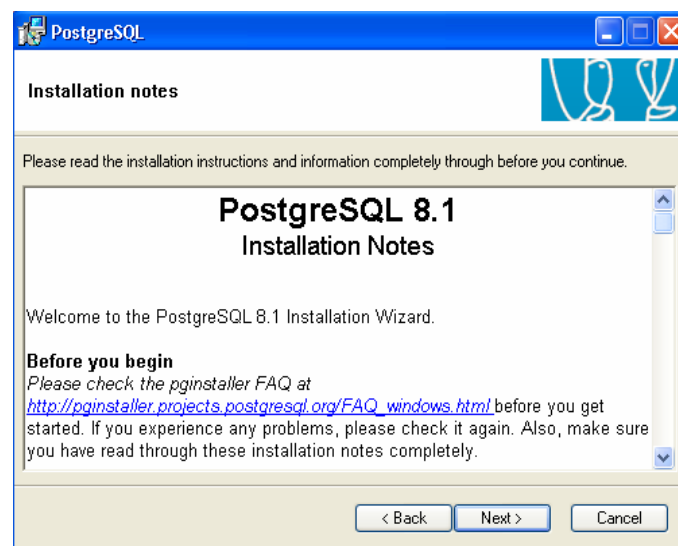 PostgreSQL
Installation notes
Please read the installation instructions and information completely through before you continue.
PostgreSQL 8.1
Installation Notes
Welcome to the PostgreSQL 8.1 Installation Wizard.
Before you begin
Please check the pginstaller FAQ at
http://pginstaller.projects.postgresql.org/FAQ_windows.html before you get
started. If you experience any problems, please check it again. Also, make sure
you have read through these installation notes completely.
< Back Next > Cancel